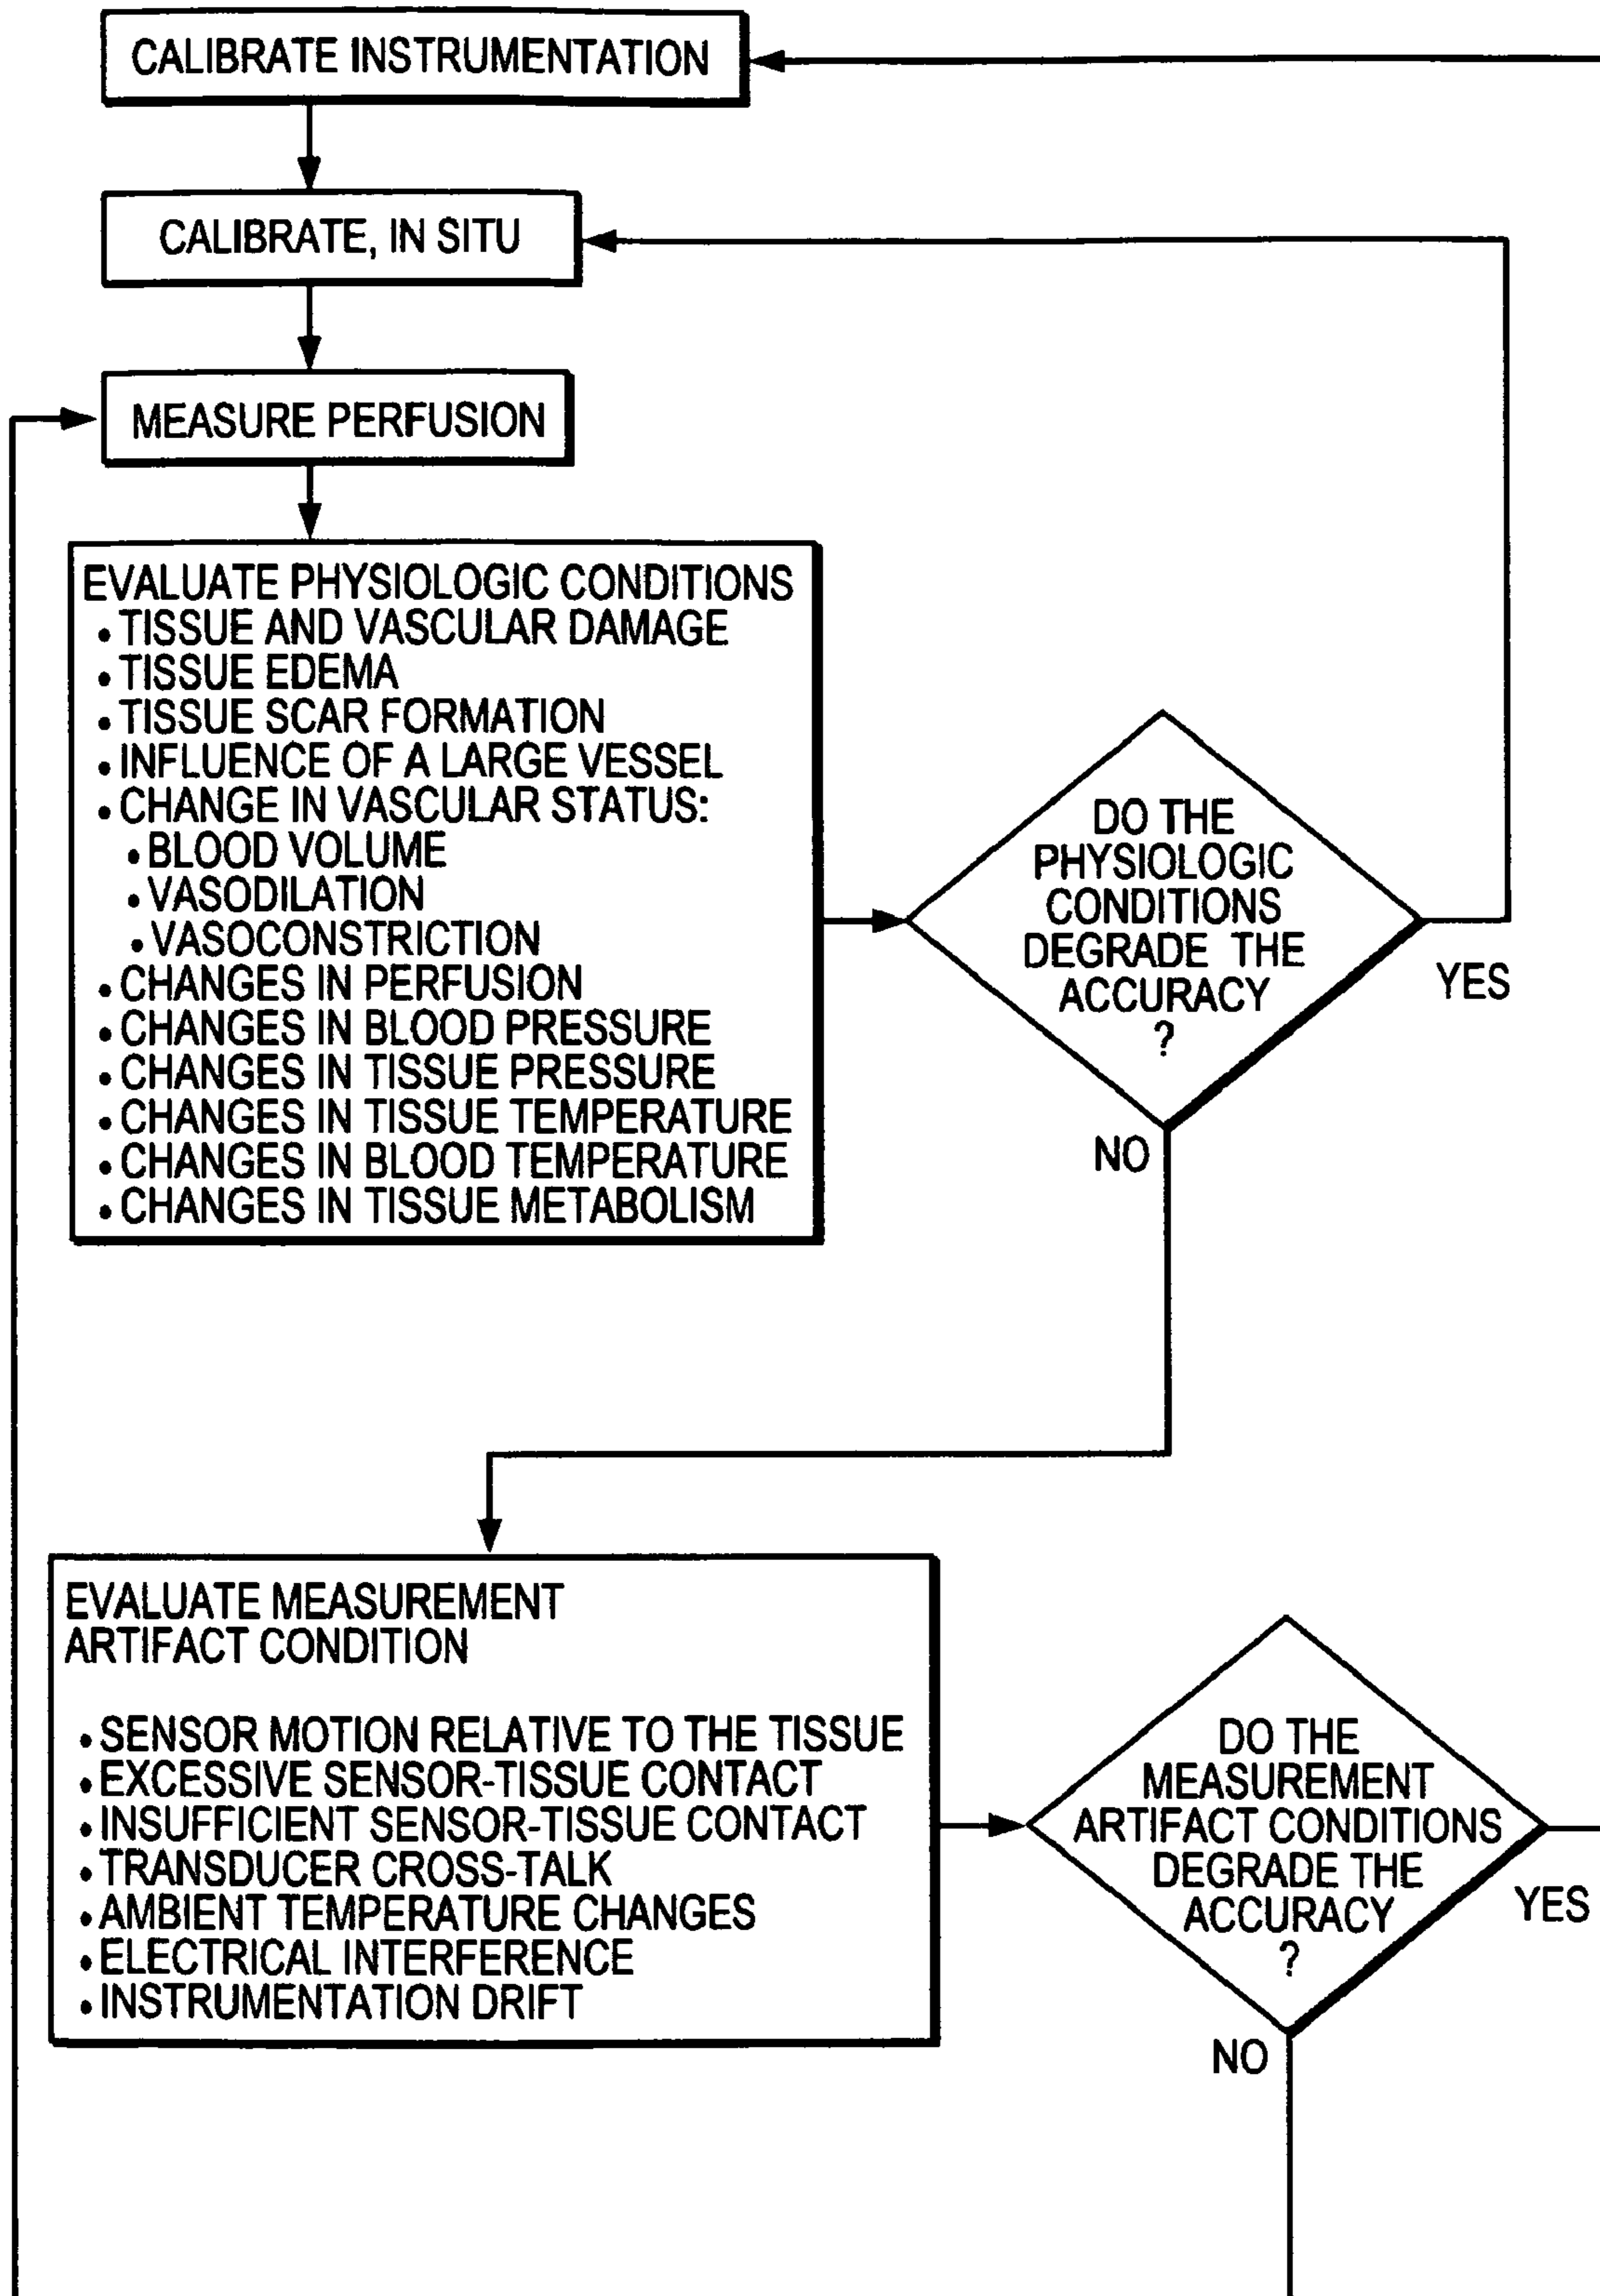 CALIBRATE INSTRUMENTATION
CALIBRATE, IN SITU
MEASURE PERFUSION
EVALUATE PHYSIOLOGIC CONDITIONS
• TISSUE AND VASCULAR DAMAGE
• TISSUE EDEMA
• TISSUE SCAR FORMATION
• INFLUENCE OF A LARGE VESSEL
• CHANGE IN VASCULAR STATUS:
• BLOOD VOLUME
• VASODILATION
• VASOCONSTRICTION
• CHANGES IN PERFUSION
• CHANGES IN BLOOD PRESSURE
• CHANGES IN TISSUE PRESSURE
• CHANGES IN TISSUE TEMPERATURE
• CHANGES IN BLOOD TEMPERATURE
• CHANGES IN TISSUE METABOLISM
DO THE
PHYSIOLOGIC
CONDITIONS
DEGRADE THE
ACCURACY
?
YES
NO
EVALUATE MEASUREMENT
ARTIFACT CONDITION
• SENSOR MOTION RELATIVE TO THE TISSUE
• EXCESSIVE SENSOR-TISSUE CONTACT
• INSUFFICIENT SENSOR-TISSUE CONTACT
• TRANSDUCER CROSS-TALK
• AMBIENT TEMPERATURE CHANGES
• ELECTRICAL INTERFERENCE
• INSTRUMENTATION DRIFT
DO THE
MEASUREMENT
ARTIFACT CONDITIONS
DEGRADE THE
ACCURACY
?
YES
NO